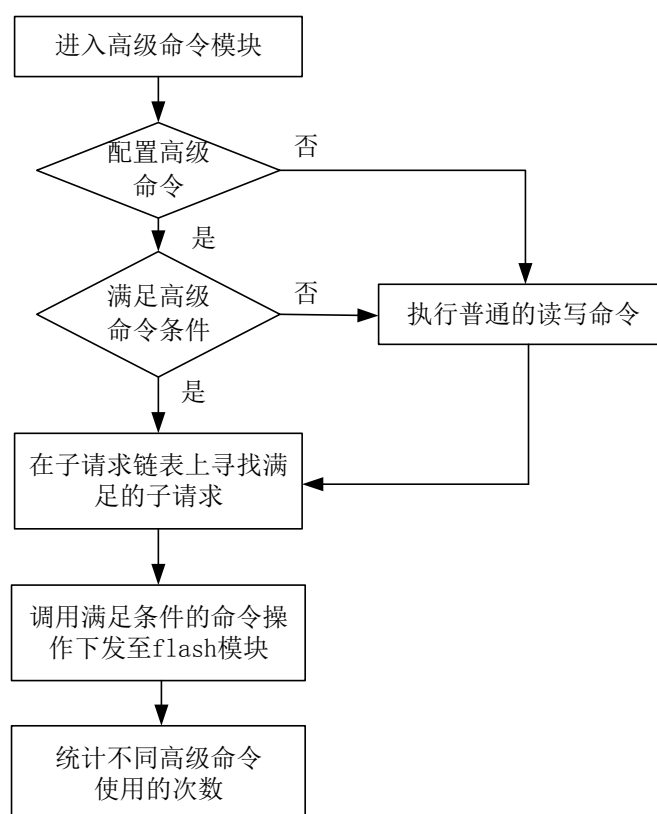 进入高级命令模块
配置高级
命令
否
是
满足高级
命令条件
否
执行普通的读写命令
是
在子请求链表上寻找满
足的子请求
调用满足条件的命令操
作下发至flash模块
统计不同高级命令
使用的次数